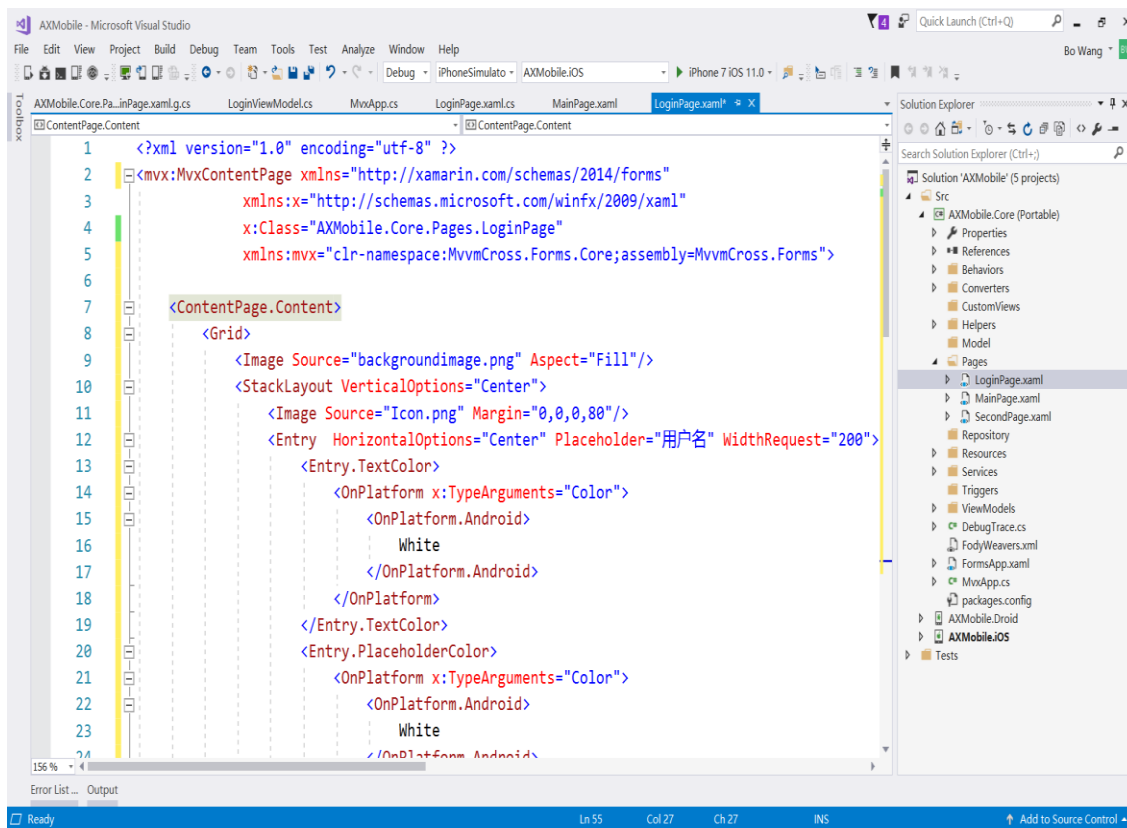 AXMobile - Microsoft Visual Studio
4
Quick Launch (Ctrl+Q)
File Edit View Project Build Debug Team Tools Test Analyze Window Help
Bo Wang
Debug iPhoneSimulato AXMobile.iOS iPhone 7 iOS 11.0
Toolbox
AXMobile.Core.Pa...inPage.xaml.g.cs LoginViewModel.cs MvxApp.cs LoginPage.xaml.cs MainPage.xaml LoginPage.xaml*
ContentPage.Content ContentPage.Content
1 <?xml version="1.0" encoding="utf-8" ?>
2 <mvx:MvxContentPage xmlns="http://xamarin.com/schemas/2014/forms"
3 xmlns:x="http://schemas.microsoft.com/winfx/2009/xaml"
4 x:Class="AXMobile.Core.Pages.LoginPage"
5 xmlns:mvx="clr-namespace:MvvmCross.Forms.Core;assembly=MvvmCross.Forms">
6
7 <ContentPage.Content>
8 <Grid>
9 <Image Source="backgroundimage.png" Aspect="Fill"/>
10 <StackLayout VerticalOptions="Center">
11 <Image Source="Icon.png" Margin="0,0,0,80"/>
12 <Entry HorizontalOptions="Center" Placeholder="用户名" WidthRequest="200">
13 <Entry.TextColor>
14 <OnPlatform x:TypeArguments="Color">
15 <OnPlatform.Android>
16 White
17 </OnPlatform.Android>
18 </OnPlatform>
19 </Entry.TextColor>
20 <Entry.PlaceholderColor>
21 <OnPlatform x:TypeArguments="Color">
22 <OnPlatform.Android>
23 White
24 </OnPlatform.Android>
156 %
Error List ... Output
Ready Ln 55 Col 27 Ch 27 INS Add to Source Control
Solution Explorer
Search Solution Explorer (Ctrl+;)
Solution 'AXMobile' (5 projects)
Src
AXMobile.Core (Portable)
Properties
References
Behaviors
Converters
CustomViews
Helpers
Model
Pages
LoginPage.xaml
MainPage.xaml
SecondPage.xaml
Repository
Resources
Services
Triggers
ViewModels
DebugTrace.cs
FodyWeavers.xml
FormsApp.xaml
MvxApp.cs
packages.config
AXMobile.Droid
AXMobile.iOS
Tests